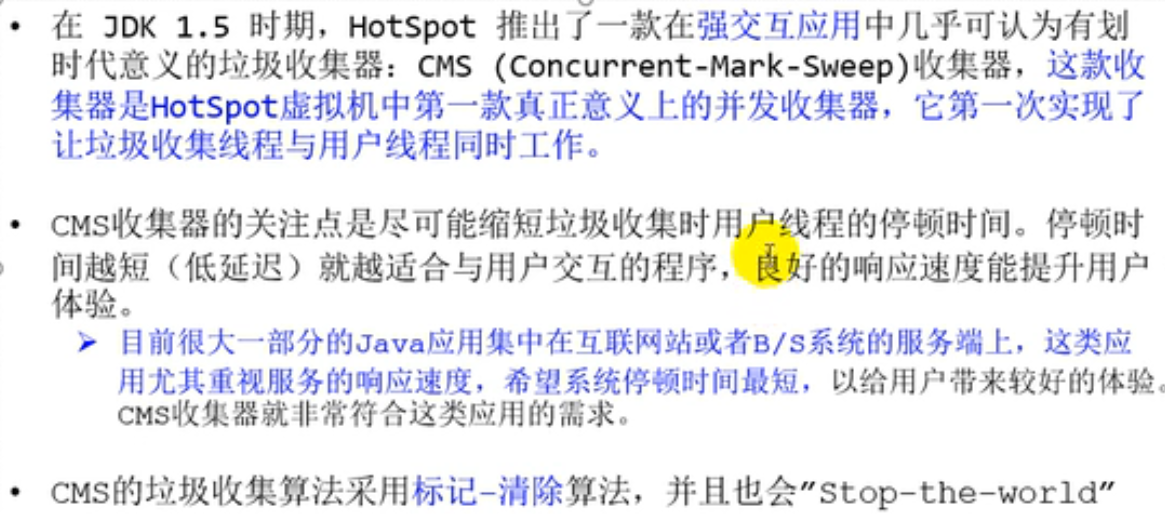 • 在 JDK 1.5 时期，HotSpot 推出了一款在强交互应用中几乎可认为有划
时代意义的垃圾收集器：CMS (Concurrent-Mark-Sweep)收集器，这款收
集器是HotSpot虚拟机中第一款真正意义上的并发收集器，它第一次实现了
让垃圾收集线程与用户线程同时工作。
• CMS收集器的关注点是尽可能缩短垃圾收集时用户线程的停顿时间。停顿时
间越短（低延迟）就越适合与用户交互的程序，良好的响应速度能提升用户
体验。
➢ 目前很大一部分的Java应用集中在互联网站或者B/S系统的服务端上，这类应
用尤其重视服务的响应速度，希望系统停顿时间最短，以给用户带来较好的体验。
CMS收集器就非常符合这类应用的需求。
• CMS的垃圾收集算法采用标记-清除算法，并且也会"Stop-the-world"